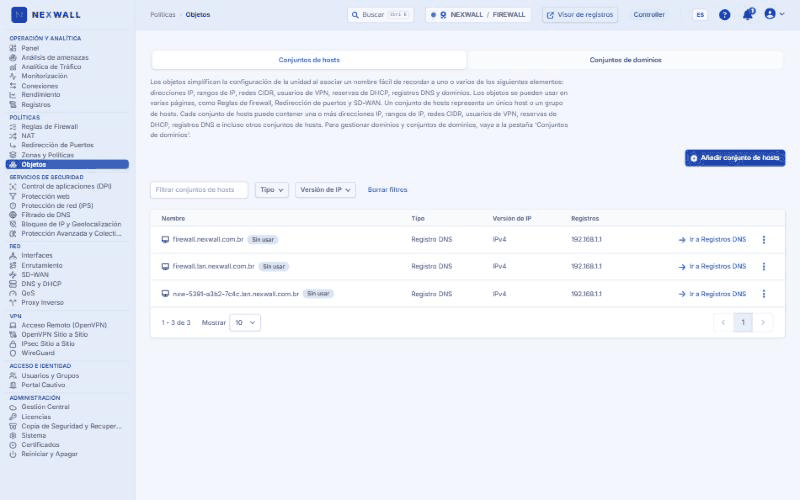 NEXWALL
OPERACIÓN Y ANALÍTICA
Panel
Análisis de amenazas
Analítica de Tráfico
Monitorización
Conexiones
Rendimiento
Registros
POLÍTICAS
Reglas de Firewall
NAT
Redirección de Puertos
Zonas y Políticas
Objetos
SERVICIOS DE SEGURIDAD
Control de aplicaciones (DPI)
Protección web
Protección de red (IPS)
Filtrado de DNS
Bloqueo de IP y Geolocalización
Protección Avanzada y Colecti...
RED
Interfaces
Enrutamiento
SD-WAN
DNS y DHCP
QoS
Proxy Inverso
VPN
Acceso Remoto (OpenVPN)
OpenVPN Sitio a Sitio
IPsec Sitio a Sitio
WireGuard
ACCESO E IDENTIDAD
Usuarios y Grupos
Portal Cautivo
ADMINISTRACIÓN
Gestión Central
Licencias
Copia de Seguridad y Recuper...
Sistema
Certificados
Reiniciar y Apagar
Políticas Objetos
Buscar Ctrl K
NEXWALL / FIREWALL
Visor de registros
Controller
ES
Conjuntos de hosts
Conjuntos de dominios
Los objetos simplifican la configuración de la unidad al asociar un nombre fácil de recordar a uno o varios de los siguientes elementos:
direcciones IP, rangos de IP, redes CIDR, usuarios de VPN, reservas de DHCP, registros DNS y dominios. Los objetos se pueden usar en
varias páginas, como Reglas de firewall, Redirección de puertos y SD-WAN. Un conjunto de hosts representa un único host o un grupo
de hosts. Cada conjunto de hosts puede contener una o más direcciones IP, rangos de IP, redes CIDR, usuarios de VPN, reservas de
DHCP, registros DNS e incluso otros conjuntos de hosts. Para gestionar dominios y conjuntos de dominios, vaya a la pestaña 'Conjuntos
de dominios'.
Añadir conjunto de hosts
Filtrar conjuntos de hosts
Tipo
Versión de IP
Borrar filtros
Nombre Tipo Versión de IP Registros
firewall.nexwall.com.br Sin usar Registro DNS IPv4 192.168.1.1 Ir a Registros DNS
firewall.lan.nexwall.com.br Sin usar Registro DNS IPv4 192.168.1.1 Ir a Registros DNS
Sin usar Registro DNS IPv4 192.168.1.1 Ir a Registros DNS
1 - 3 de 3 Mostrar 10
1